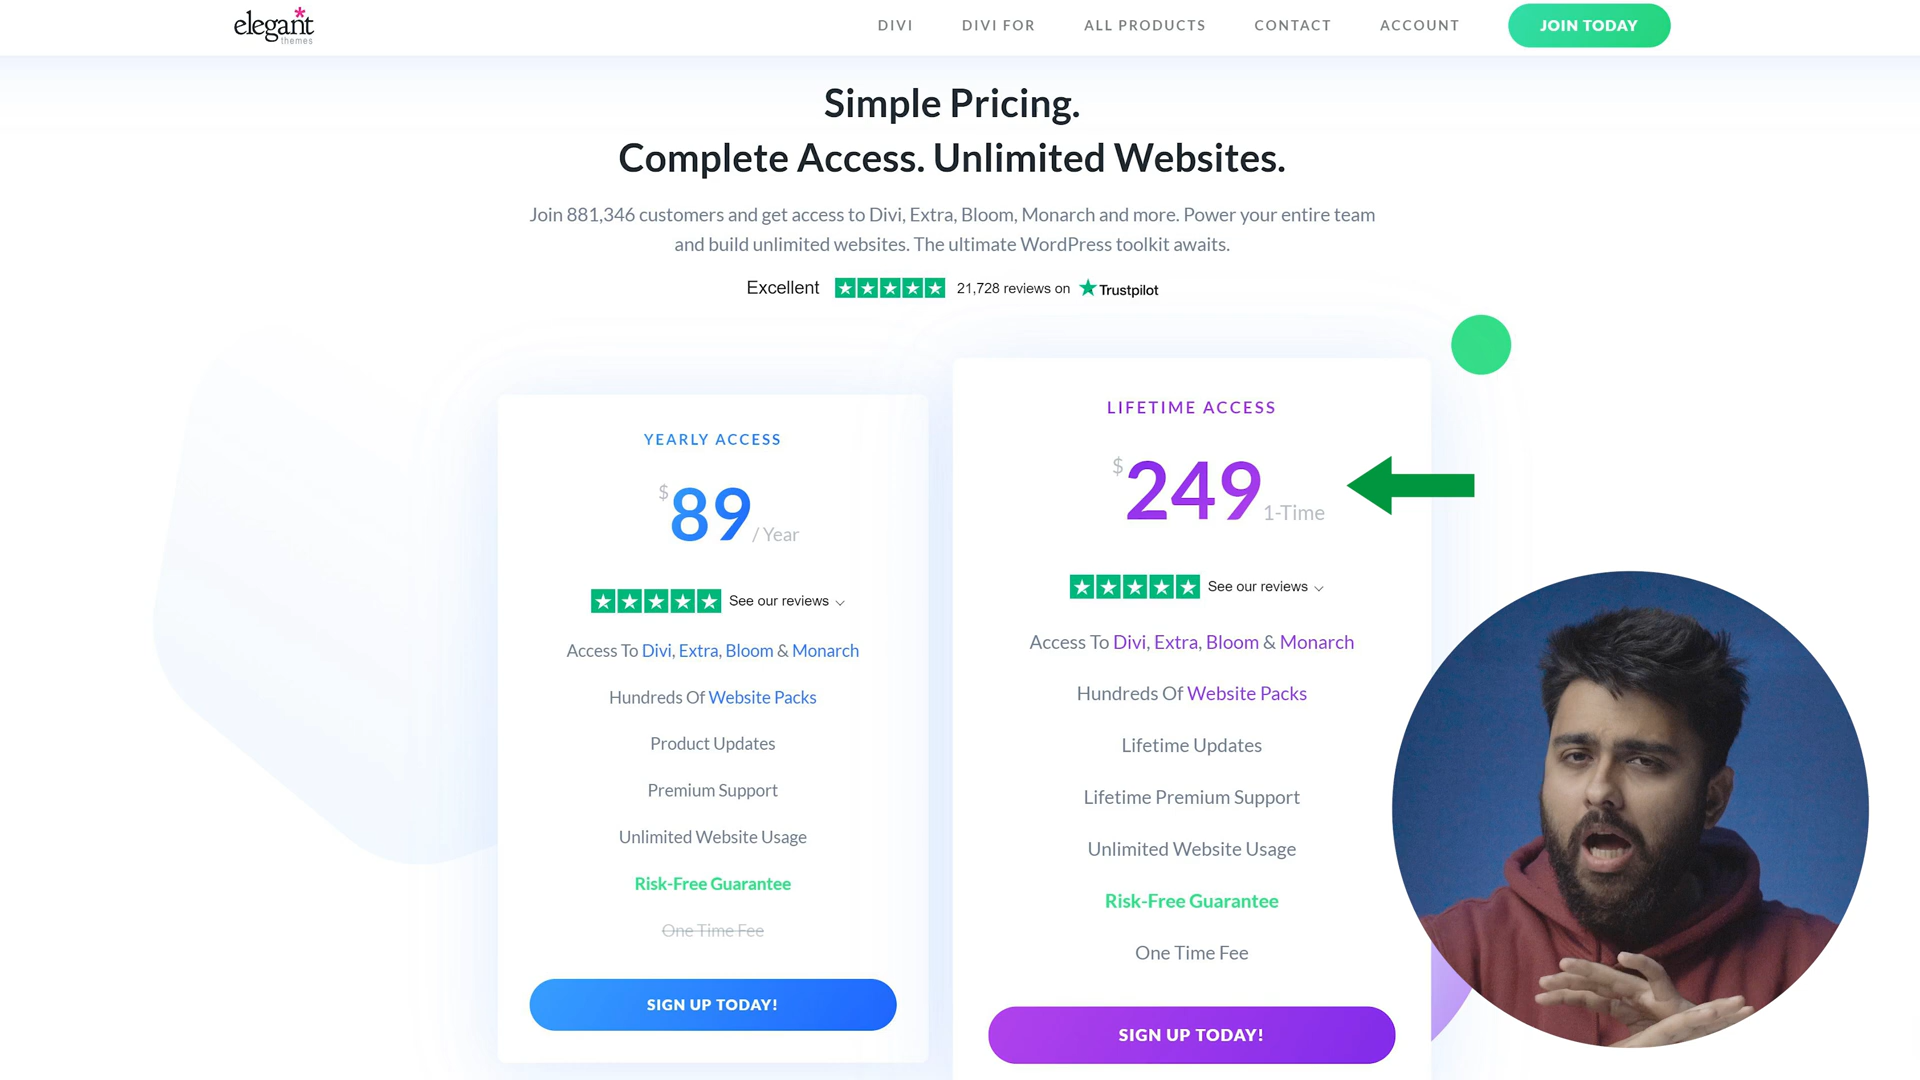 elegant
themes
DIVI
DIVI FOR
ALL PRODUCTS
CONTACT
ACCOUNT
JOIN TODAY
Simple Pricing.
Complete Access. Unlimited Websites.
Join 881,346 customers and get access to Divi, Extra, Bloom, Monarch and more. Power your entire team
and build unlimited websites. The ultimate WordPress toolkit awaits.
Excellent 21,728 reviews on Trustpilot
YEARLY ACCESS
$89/ Year
See our reviews
Access To Divi, Extra, Bloom & Monarch
Hundreds Of Website Packs
Product Updates
Premium Support
Unlimited Website Usage
Risk-Free Guarantee
One Time Fee
SIGN UP TODAY!
LIFETIME ACCESS
$249 1-Time
See our reviews
Access To Divi, Extra, Bloom & Monarch
Hundreds Of Website Packs
Lifetime Updates
Lifetime Premium Support
Unlimited Website Usage
Risk-Free Guarantee
One Time Fee
SIGN UP TODAY!